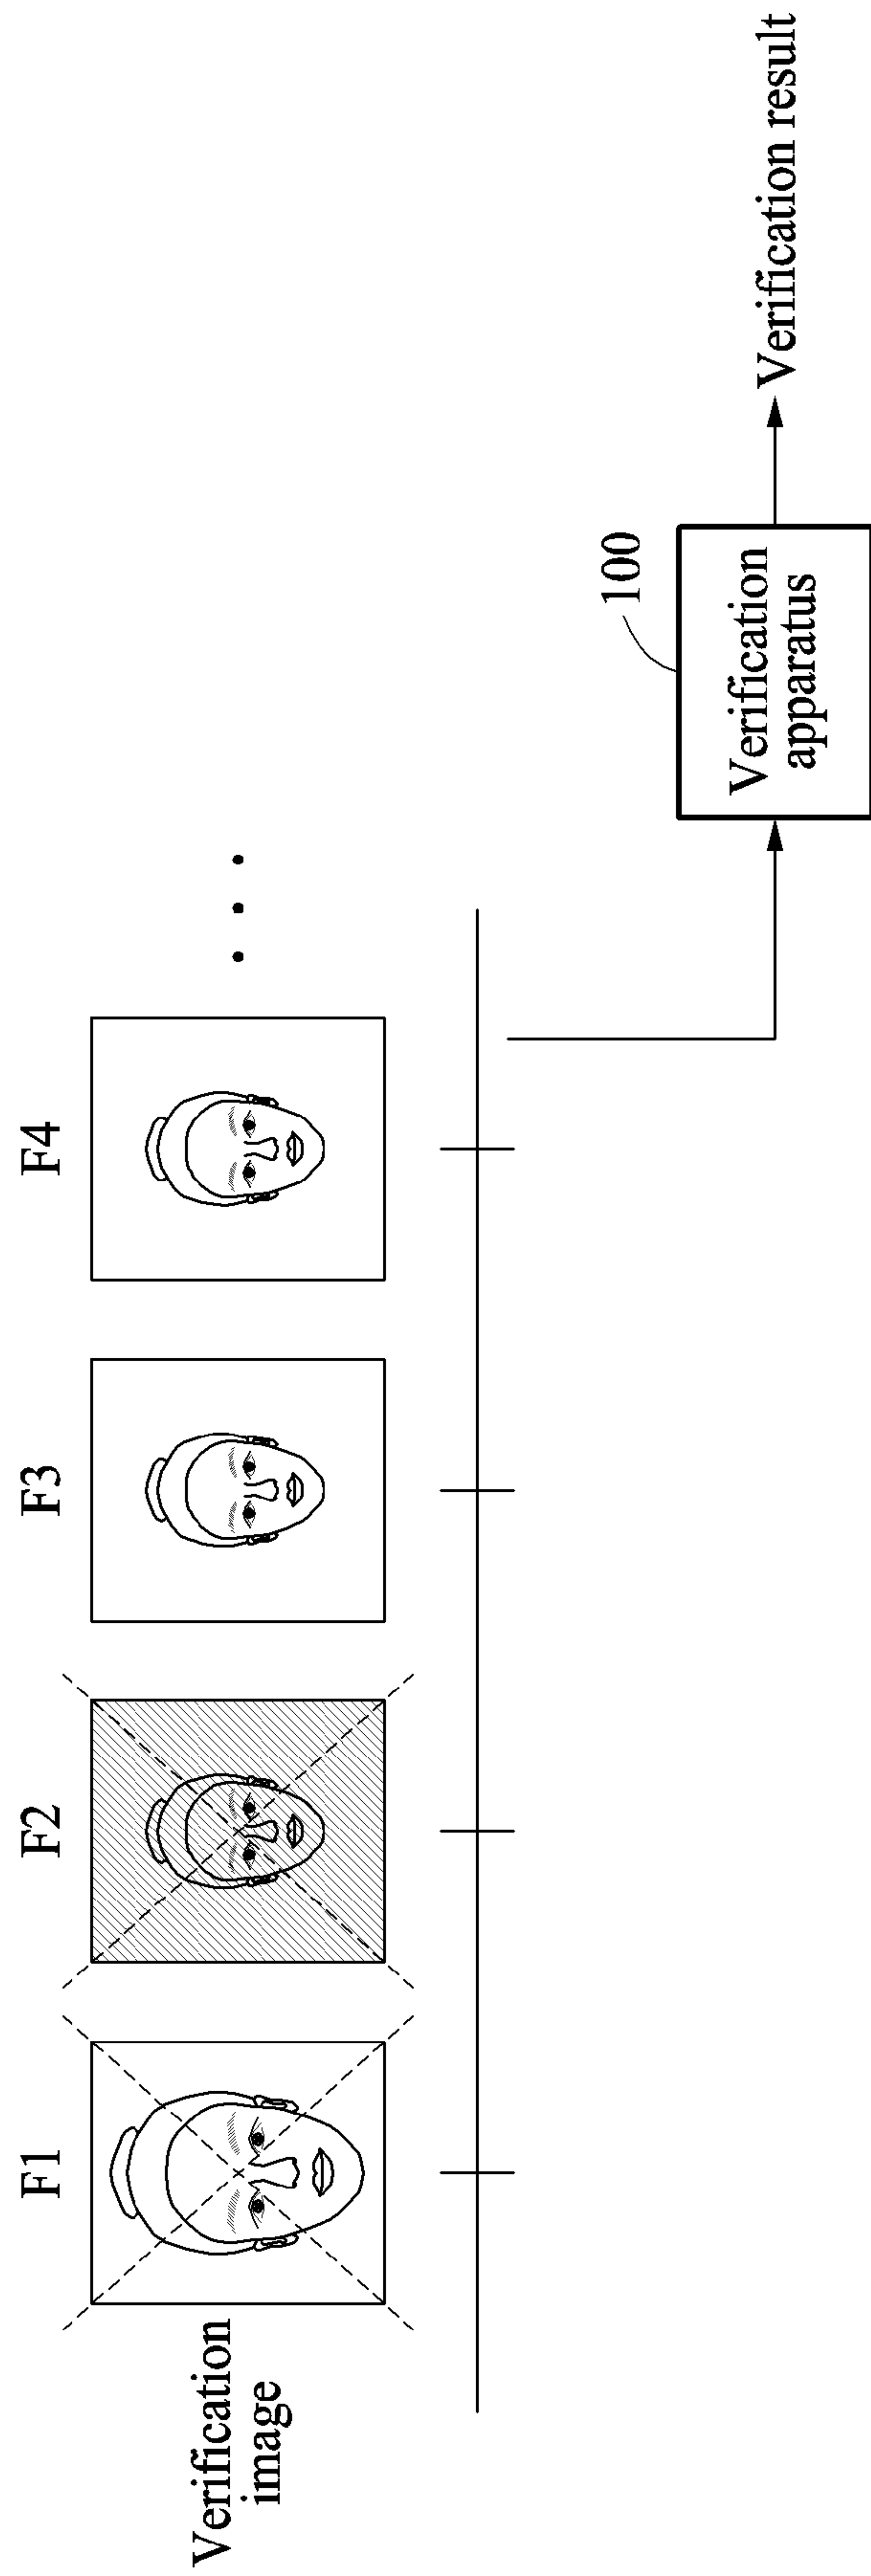 F1
F2
F3
F4
Verification
image
100
Verification
apparatus
Verification result